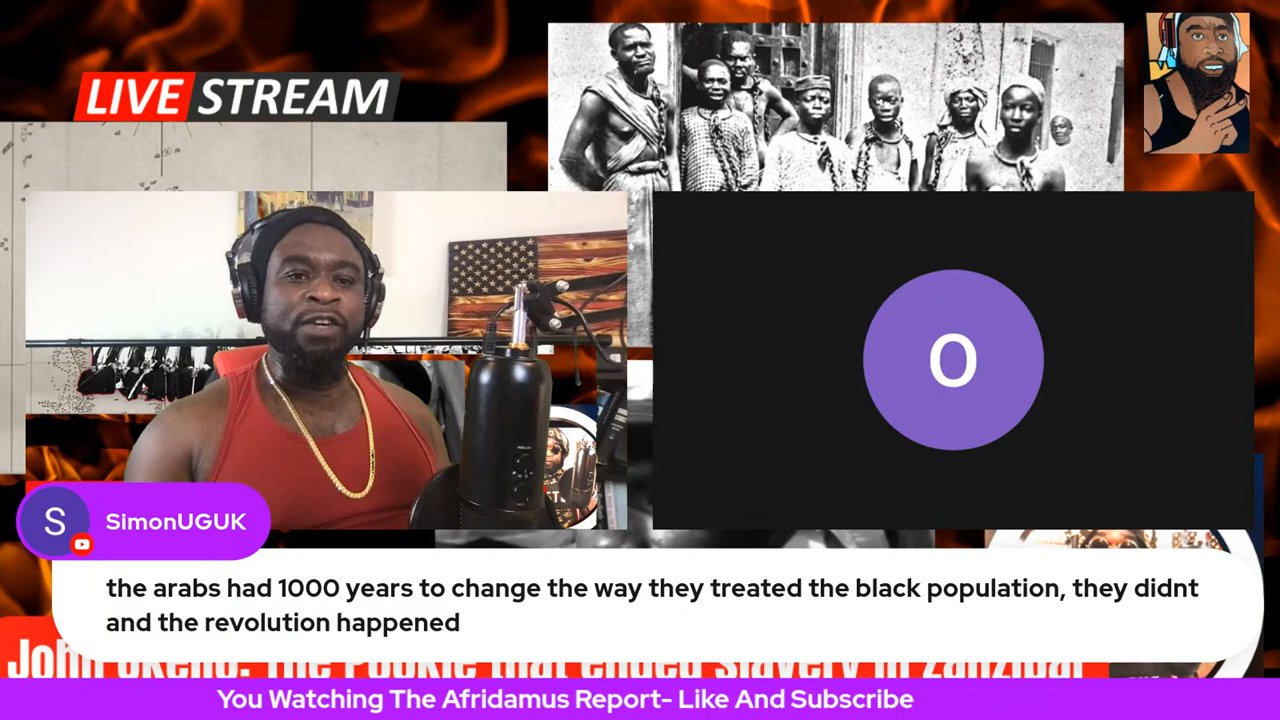 LIVE STREAM
O
S
SimonUGUK
the arabs had 1000 years to change the way they treated the black population, they didnt
and the revolution happened
You Watching The Afridamus Report- Like And Subscribe